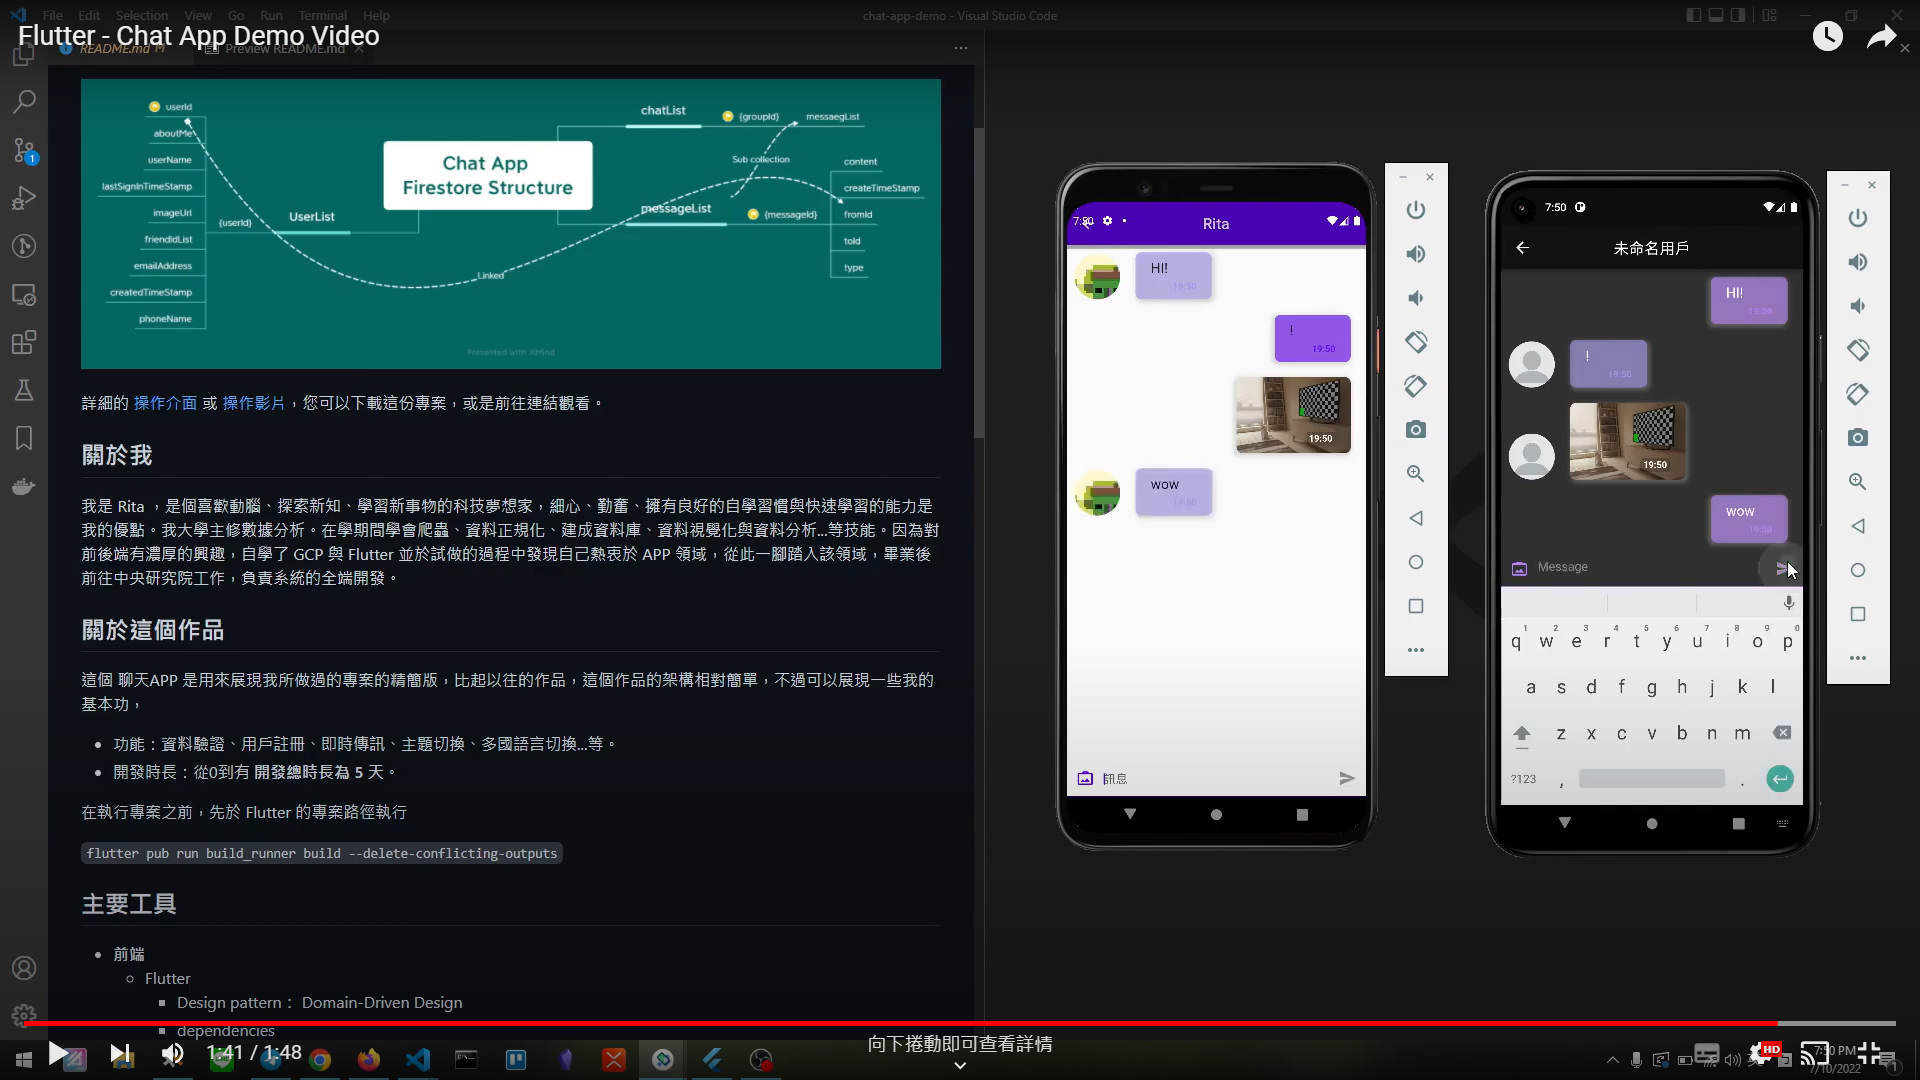 File Edit Selection View Go Run Terminal Help
chat-app-demo - Visual Studio Code
Flutter - Chat App Demo Video
README.md M
Preview README.md
1
userId
aboutMe
userName
lastSignInTimeStamp
imageUrl
friendIdList
emailAddress
createdTimeStamp
phoneName
{userId}
UserList
Chat App
Firestore Structure
chatList
{groupId}
messaegList
Sub collection
messageList
{messageId}
content
createTimeStamp
fromId
toId
type
Linked
Presented with XMind
詳細的 操作介面 或 操作影片，您可以下載這份專案，或是前往連結觀看。
關於我
我是 Rita ，是個喜歡動腦、探索新知、學習新事物的科技夢想家，細心、勤奮、擁有良好的自學習慣與快速學習的能力是
我的優點。我大學主修數據分析。在學期間學會爬蟲、資料正規化、建成資料庫、資料視覺化與資料分析...等技能。因為對
前後端有濃厚的興趣，自學了 GCP 與 Flutter 並於試做的過程中發現自己熱衷於 APP 領域，從此一腳踏入該領域，畢業後
前往中央研究院工作，負責系統的全端開發。
關於這個作品
這個 聊天APP 是用來展現我所做過的專案的精簡版，比起以往的作品，這個作品的架構相對簡單，不過可以展現一些我的
基本功，
功能：資料驗證、用戶註冊、即時傳訊、主題切換、多國語言切換...等。
開發時長：從0到有 開發總時長為 5 天。
在執行專案之前，先於 Flutter 的專案路徑執行
flutter pub run build_runner build --delete-conflicting-outputs
主要工具
前端
Flutter
Design pattern： Domain-Driven Design
dependencies
7:50
Rita
HI!
19:50
!
19:50
19:50
wow
19:50
訊息
7:50
未命名用戶
HI!
19:50
!
19:50
19:50
wow
19:50
Message
1 2 3 4 5 6 7 8 9 0
q w e r t y u i o p
a s d f g h j k l
z x c v b n m
?123 , .
1:41 / 1:48
向下捲動即可查看詳情
HD
7:50 PM
7/10/2022
1